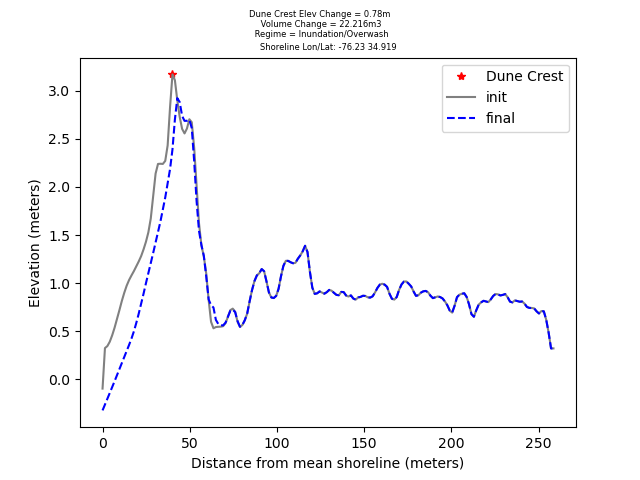 Dune Crest Elev Change = 0.78m
Volume Change = 22.216m3
Regime = Inundation/Overwash
Shoreline Lon/Lat: -76.23 34.919
Dune Crest
init
final
Elevation (meters)
3.0
2.5
2.0
1.5
1.0
0.5
0.0
0 50 100 150 200 250
Distance from mean shoreline (meters)